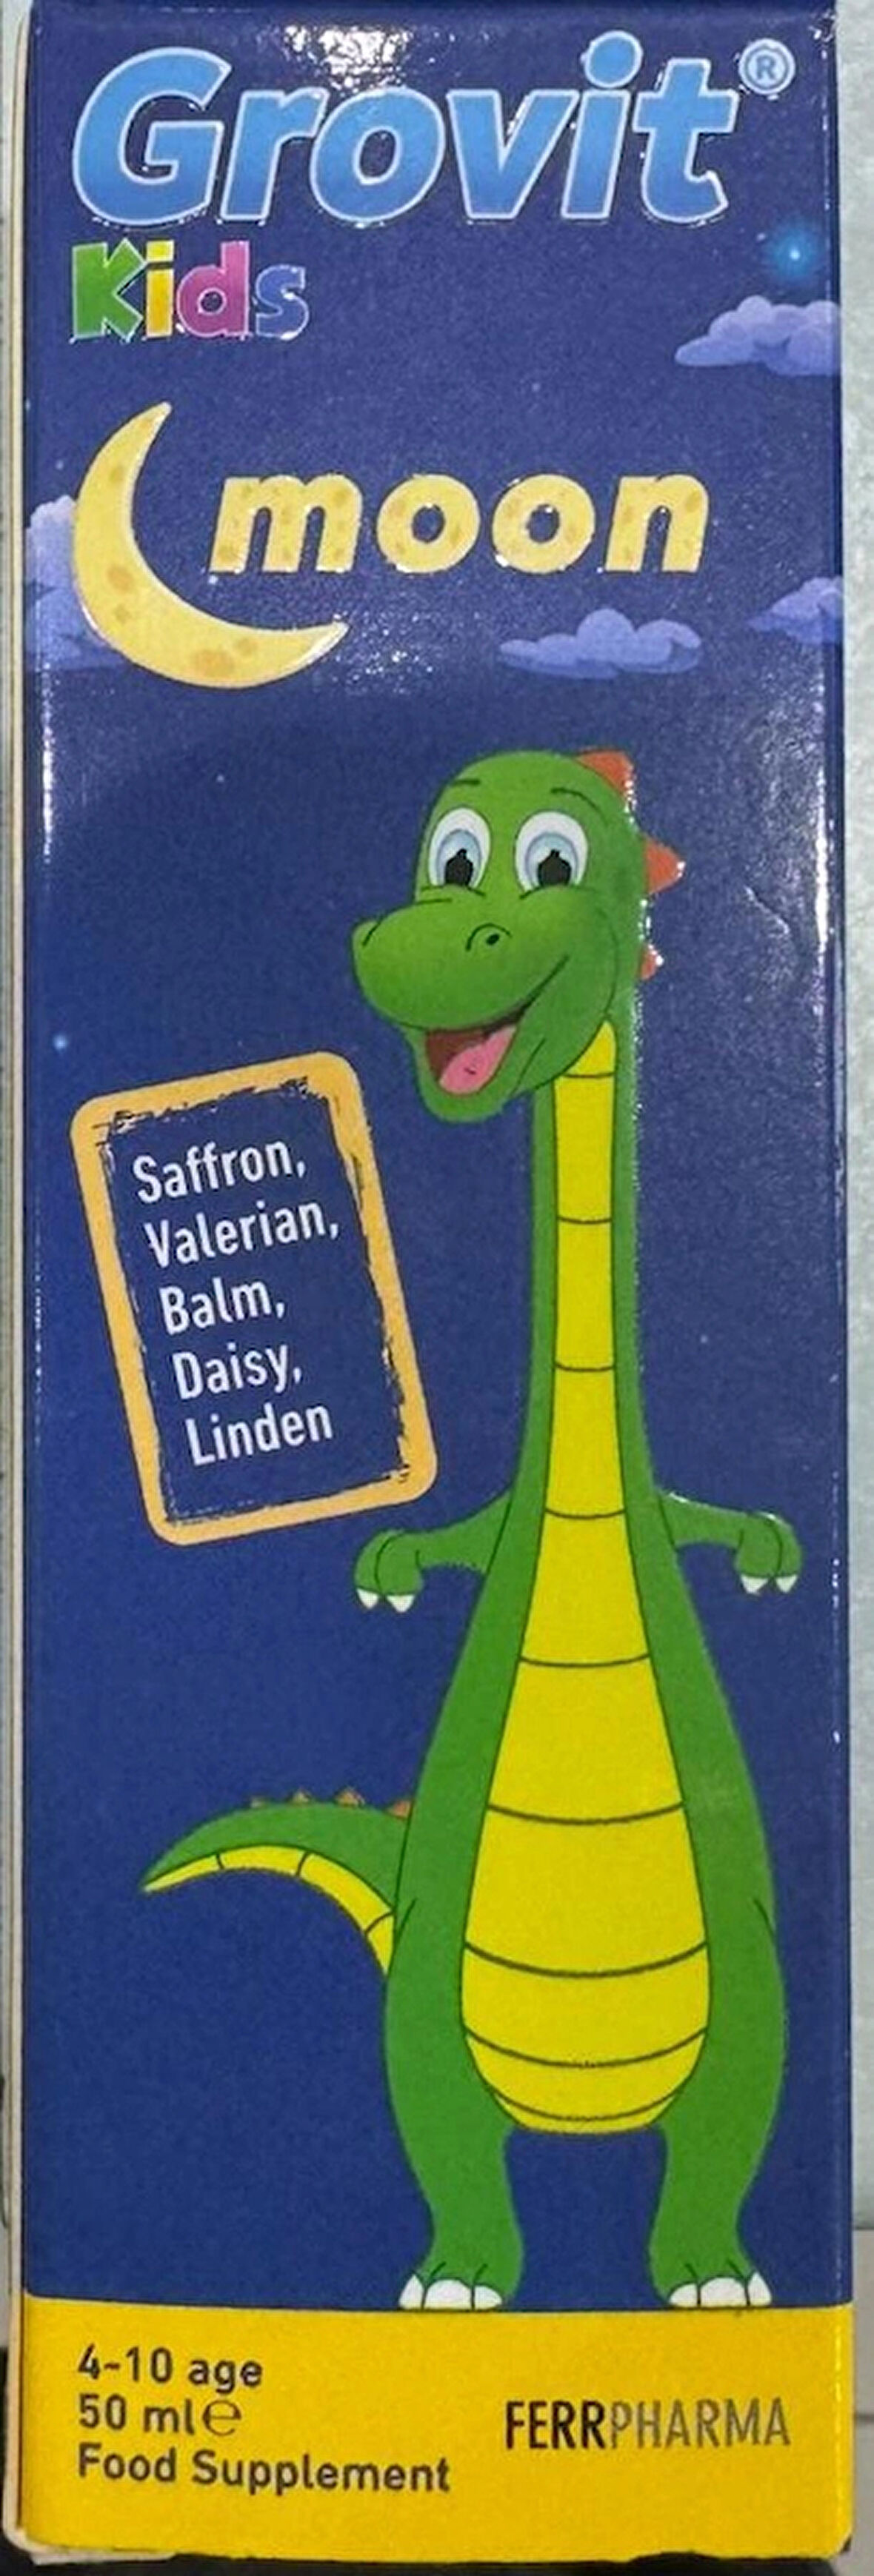 Grovit®
Kids
moon
Saffron,
Valerian,
Balm,
Daisy,
Linden
4-10 age
50 ml℮
Food Supplement
FERRPHARMA